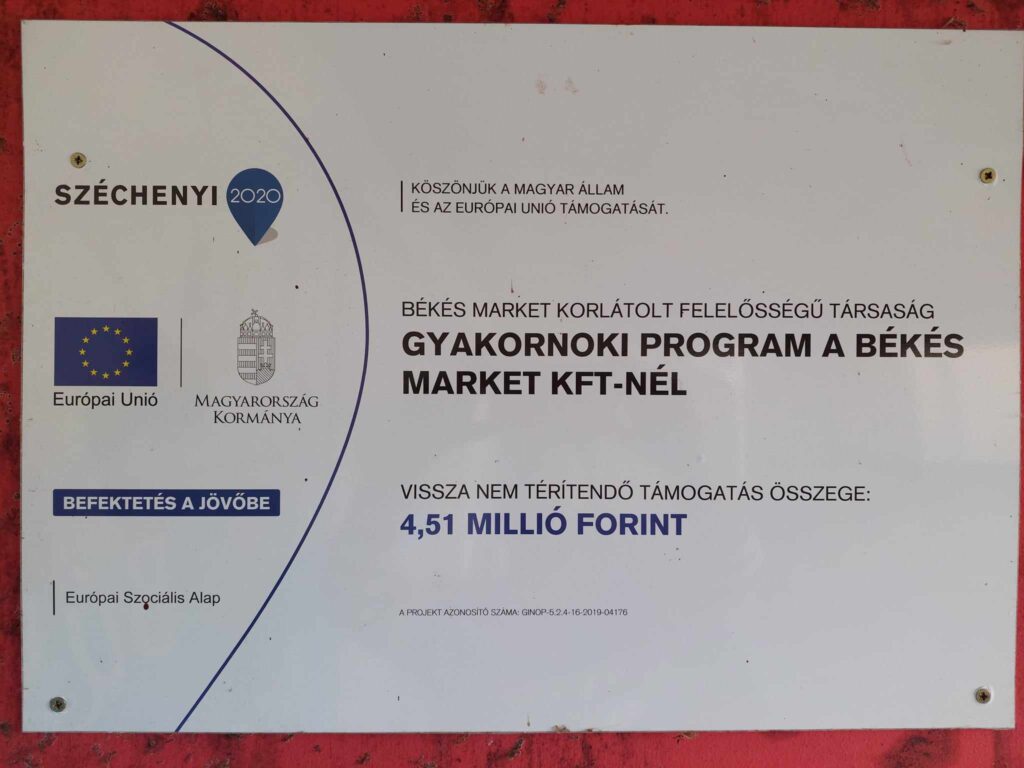 SZÉCHENYI 2020
Európai Unió
MAGYARORSZÁG
KORMÁNYA
BEFEKTETÉS A JÖVŐBE
Európai Szociális Alap
KÖSZÖNJÜK A MAGYAR ÁLLAM
ÉS AZ EURÓPAI UNIÓ TÁMOGATÁSÁT.
BÉKÉS MARKET KORLÁTOLT FELELŐSSÉGŰ TÁRSASÁG
GYAKORNOKI PROGRAM A BÉKÉS
MARKET KFT-NÉL
VISSZA NEM TÉRÍTENDŐ TÁMOGATÁS ÖSSZEGE:
4,51 MILLIÓ FORINT
A PROJEKT AZONOSÍTÓ SZÁMA: GINOP-5.2.4-16-2019-04176